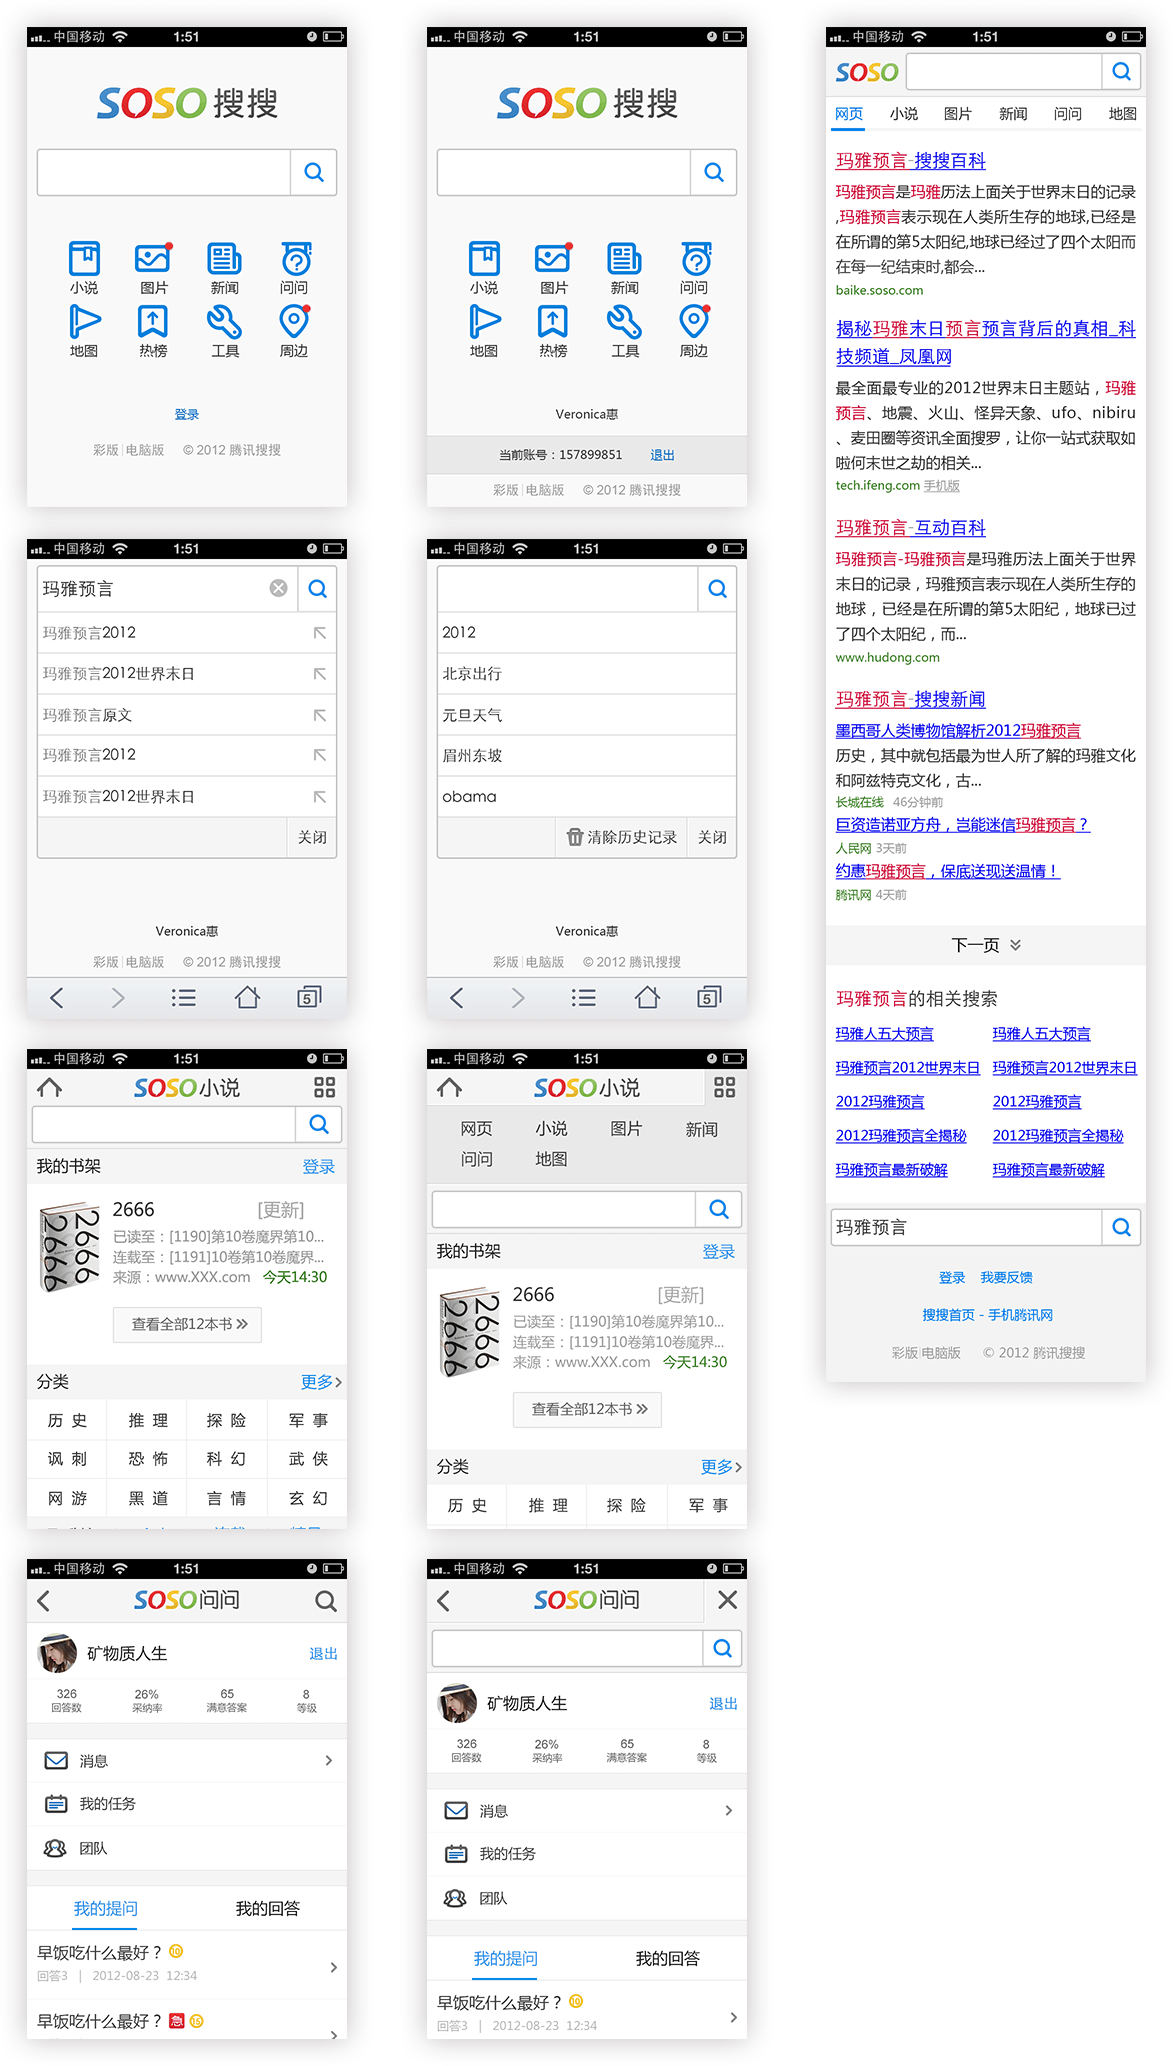 中国移动 1:51
SOSO 搜搜
小说 图片 新闻 问问
地图 热榜 工具 周边
登录
彩版 | 电脑版 © 2012 腾讯搜搜
中国移动 1:51
SOSO 搜搜
小说 图片 新闻 问问
地图 热榜 工具 周边
Veronica惠
当前账号：157899851 退出
彩版 | 电脑版 © 2012 腾讯搜搜
中国移动 1:51
玛雅预言
玛雅预言2012
玛雅预言2012世界末日
玛雅预言原文
玛雅预言2012
玛雅预言2012世界末日
关闭
Veronica惠
彩版 | 电脑版 © 2012 腾讯搜搜
5
中国移动 1:51
2012
北京出行
元旦天气
眉州东坡
obama
清除历史记录 关闭
Veronica惠
彩版 | 电脑版 © 2012 腾讯搜搜
5
中国移动 1:51
SOSO小说
我的书架 登录
2666
2666
2666 [更新]
已读至：[1190]第10卷魔界第10...
连载至：[1191]10卷第10卷魔界...
来源：www.XXX.com 今天14:30
查看全部12本书
分类 更多
历 史 推 理 探 险 军 事
讽 刺 恐 怖 科 幻 武 侠
网 游 黑 道 言 情 玄 幻
中国移动 1:51
SOSO小说
网页 小说 图片 新闻
问问 地图
我的书架 登录
2666
2666
2666 [更新]
已读至：[1190]第10卷魔界第10...
连载至：[1191]10卷第10卷魔界...
来源：www.XXX.com 今天14:30
查看全部12本书
分类 更多
历 史 推 理 探 险 军 事
中国移动 1:51
SOSO问问
矿物质人生 退出
326 26% 65 8
回答数 采纳率 满意答案 等级
消息
我的任务
团队
我的提问 我的回答
早饭吃什么最好？ 10
回答3 | 2012-08-23 12:34
早饭吃什么最好？ 急 15
中国移动 1:51
SOSO问问
矿物质人生 退出
326 26% 65 8
回答数 采纳率 满意答案 等级
消息
我的任务
团队
我的提问 我的回答
早饭吃什么最好？ 10
回答3 | 2012-08-23 12:34
中国移动 1:51
SOSO
网页 小说 图片 新闻 问问 地图
玛雅预言-搜搜百科
玛雅预言是玛雅历法上面关于世界末日的记录
,玛雅预言表示现在人类所生存的地球,已经是
在所谓的第5太阳纪,地球已经过了四个太阳而
在每一纪结束时,都会...
baike.soso.com
揭秘玛雅末日预言预言背后的真相_科
技频道_凤凰网
最全面最专业的2012世界末日主题站，玛雅
预言、地震、火山、怪异天象、ufo、nibiru
、麦田圈等资讯全面搜罗，让你一站式获取如
啦何末世之劫的相关...
tech.ifeng.com 手机版
玛雅预言-互动百科
玛雅预言-玛雅预言是玛雅历法上面关于世界
末日的记录，玛雅预言表示现在人类所生存的
地球，已经是在所谓的第5太阳纪，地球已过
了四个太阳纪，而...
www.hudong.com
玛雅预言-搜搜新闻
墨西哥人类博物馆解析2012玛雅预言
历史，其中就包括最为世人所了解的玛雅文化
和阿兹特克文化，古...
长城在线 46分钟前
巨资造诺亚方舟，岂能迷信玛雅预言？
人民网 3天前
约惠玛雅预言，保底送现送温情！
腾讯网 4天前
下一页
玛雅预言的相关搜索
玛雅人五大预言 玛雅人五大预言
玛雅预言2012世界末日 玛雅预言2012世界末日
2012玛雅预言 2012玛雅预言
2012玛雅预言全揭秘 2012玛雅预言全揭秘
玛雅预言最新破解 玛雅预言最新破解
玛雅预言
登录 我要反馈
搜搜首页 - 手机腾讯网
彩版 | 电脑版 © 2012 腾讯搜搜